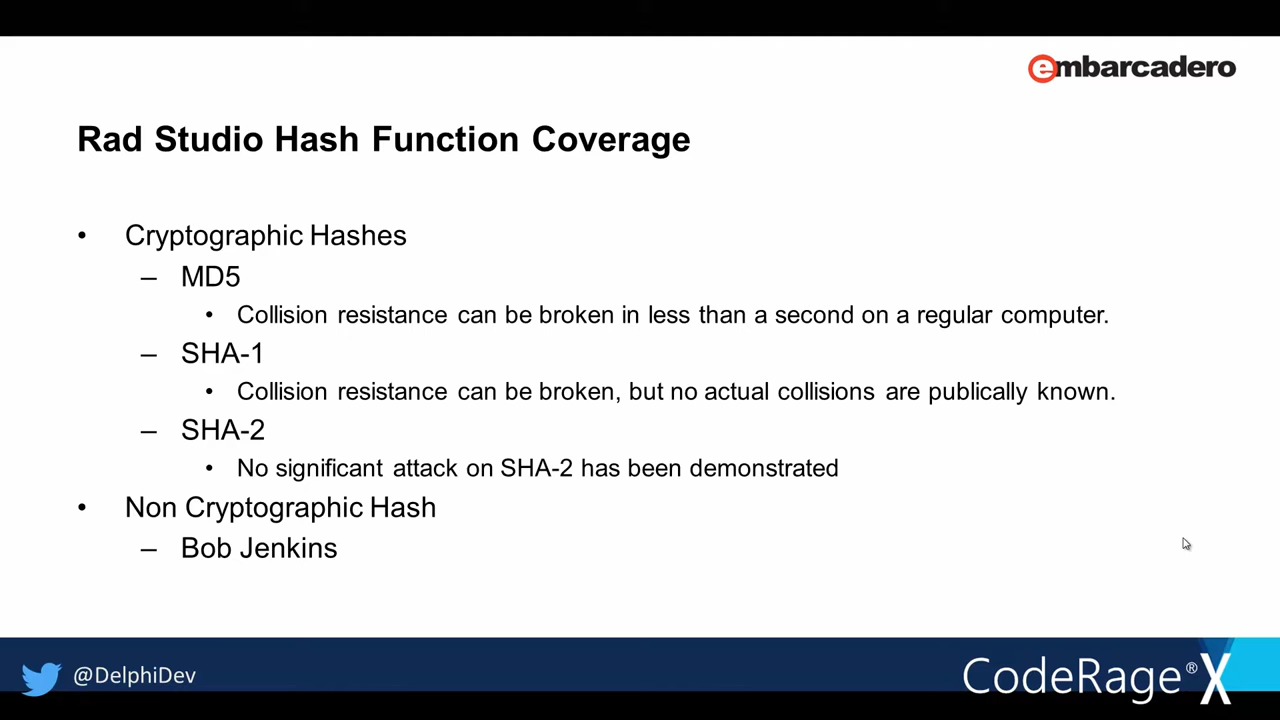 embarcadero
Rad Studio Hash Function Coverage
• Cryptographic Hashes
– MD5
• Collision resistance can be broken in less than a second on a regular computer.
– SHA-1
• Collision resistance can be broken, but no actual collisions are publically known.
– SHA-2
• No significant attack on SHA-2 has been demonstrated
• Non Cryptographic Hash
– Bob Jenkins
@DelphiDev
CodeRage® X